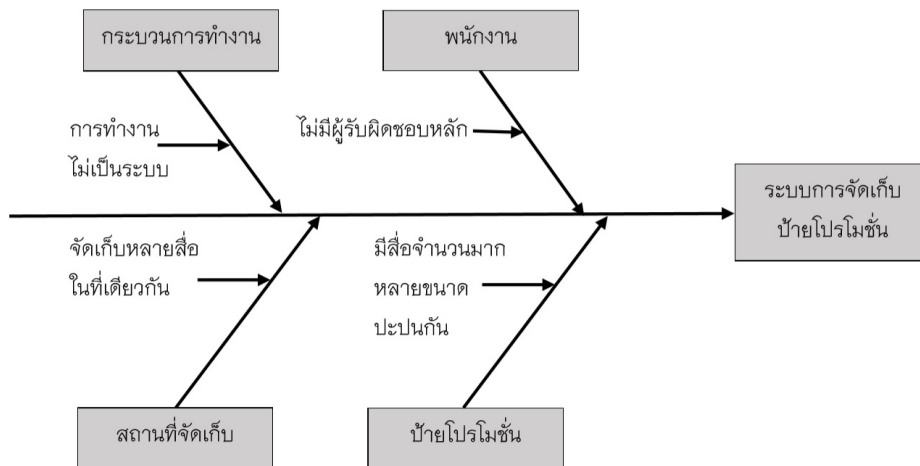 กระบวนการทำงาน
พนักงาน
การทำงาน
ไม่เป็นระบบ
ไม่มีผู้รับผิดชอบหลัก
ระบบการจัดเก็บ
ป้ายโปรโมชั่น
จัดเก็บหลายสื่อ
ในที่เดียวกัน
มีสื่อจำนวนมาก
หลายขนาด
ปะปนกัน
สถานที่จัดเก็บ
ป้ายโปรโมชั่น